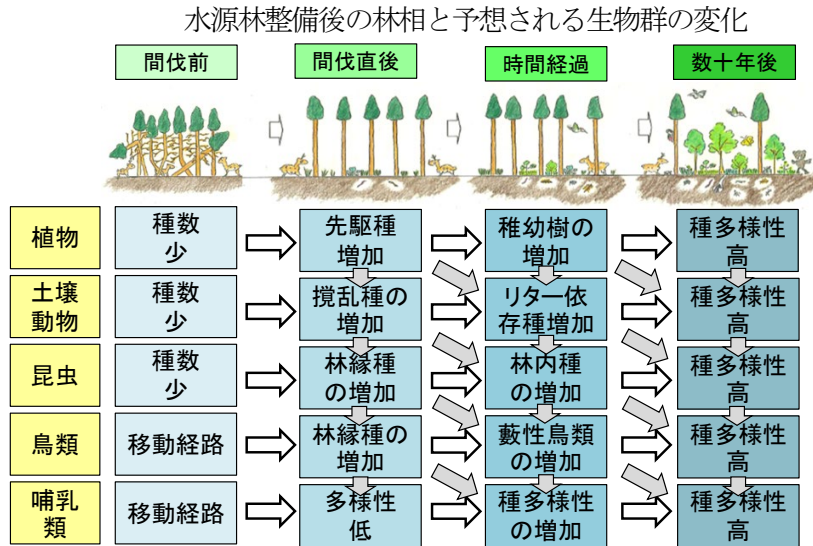 水源林整備後の林相と予想される生物群の変化
間伐前
間伐直後
時間経過
数十年後
植物
種数
少
先駆種
増加
稚幼樹の
増加
種多様性
高
土壌
動物
種数
少
撹乱種の
増加
リター依
存種増加
種多様性
高
昆虫
種数
少
林縁種
の増加
林内種
の増加
種多様性
高
鳥類
移動経路
林縁種の
増加
藪性鳥類
の増加
種多様性
高
哺乳
類
移動経路
多様性
低
種多様性
の増加
種多様性
高